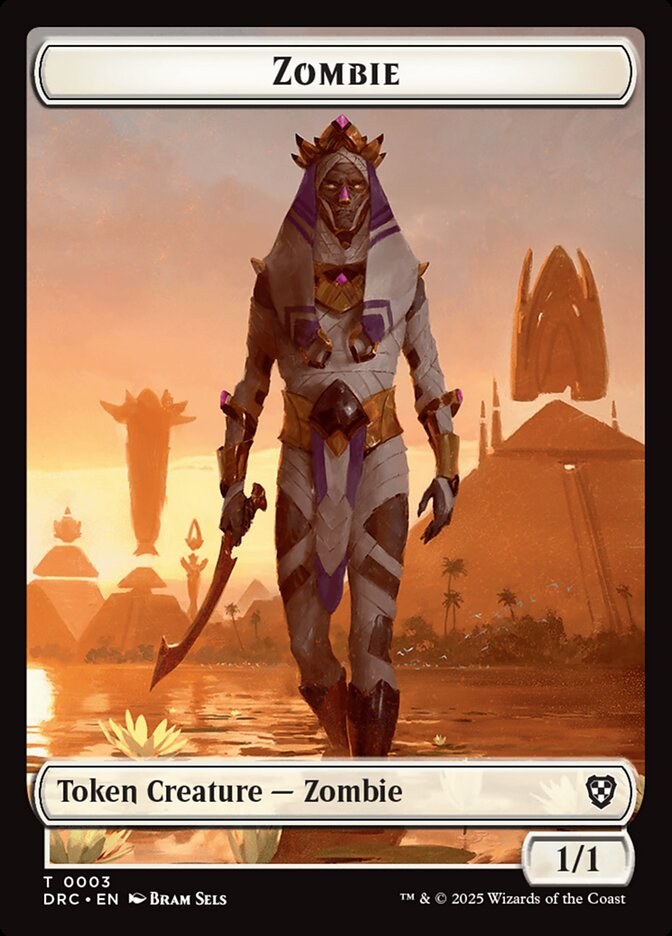 Zombie
Token Creature — Zombie
1/1
T 0003
DRC • EN Bram Sels
™ & © 2025 Wizards of the Coast